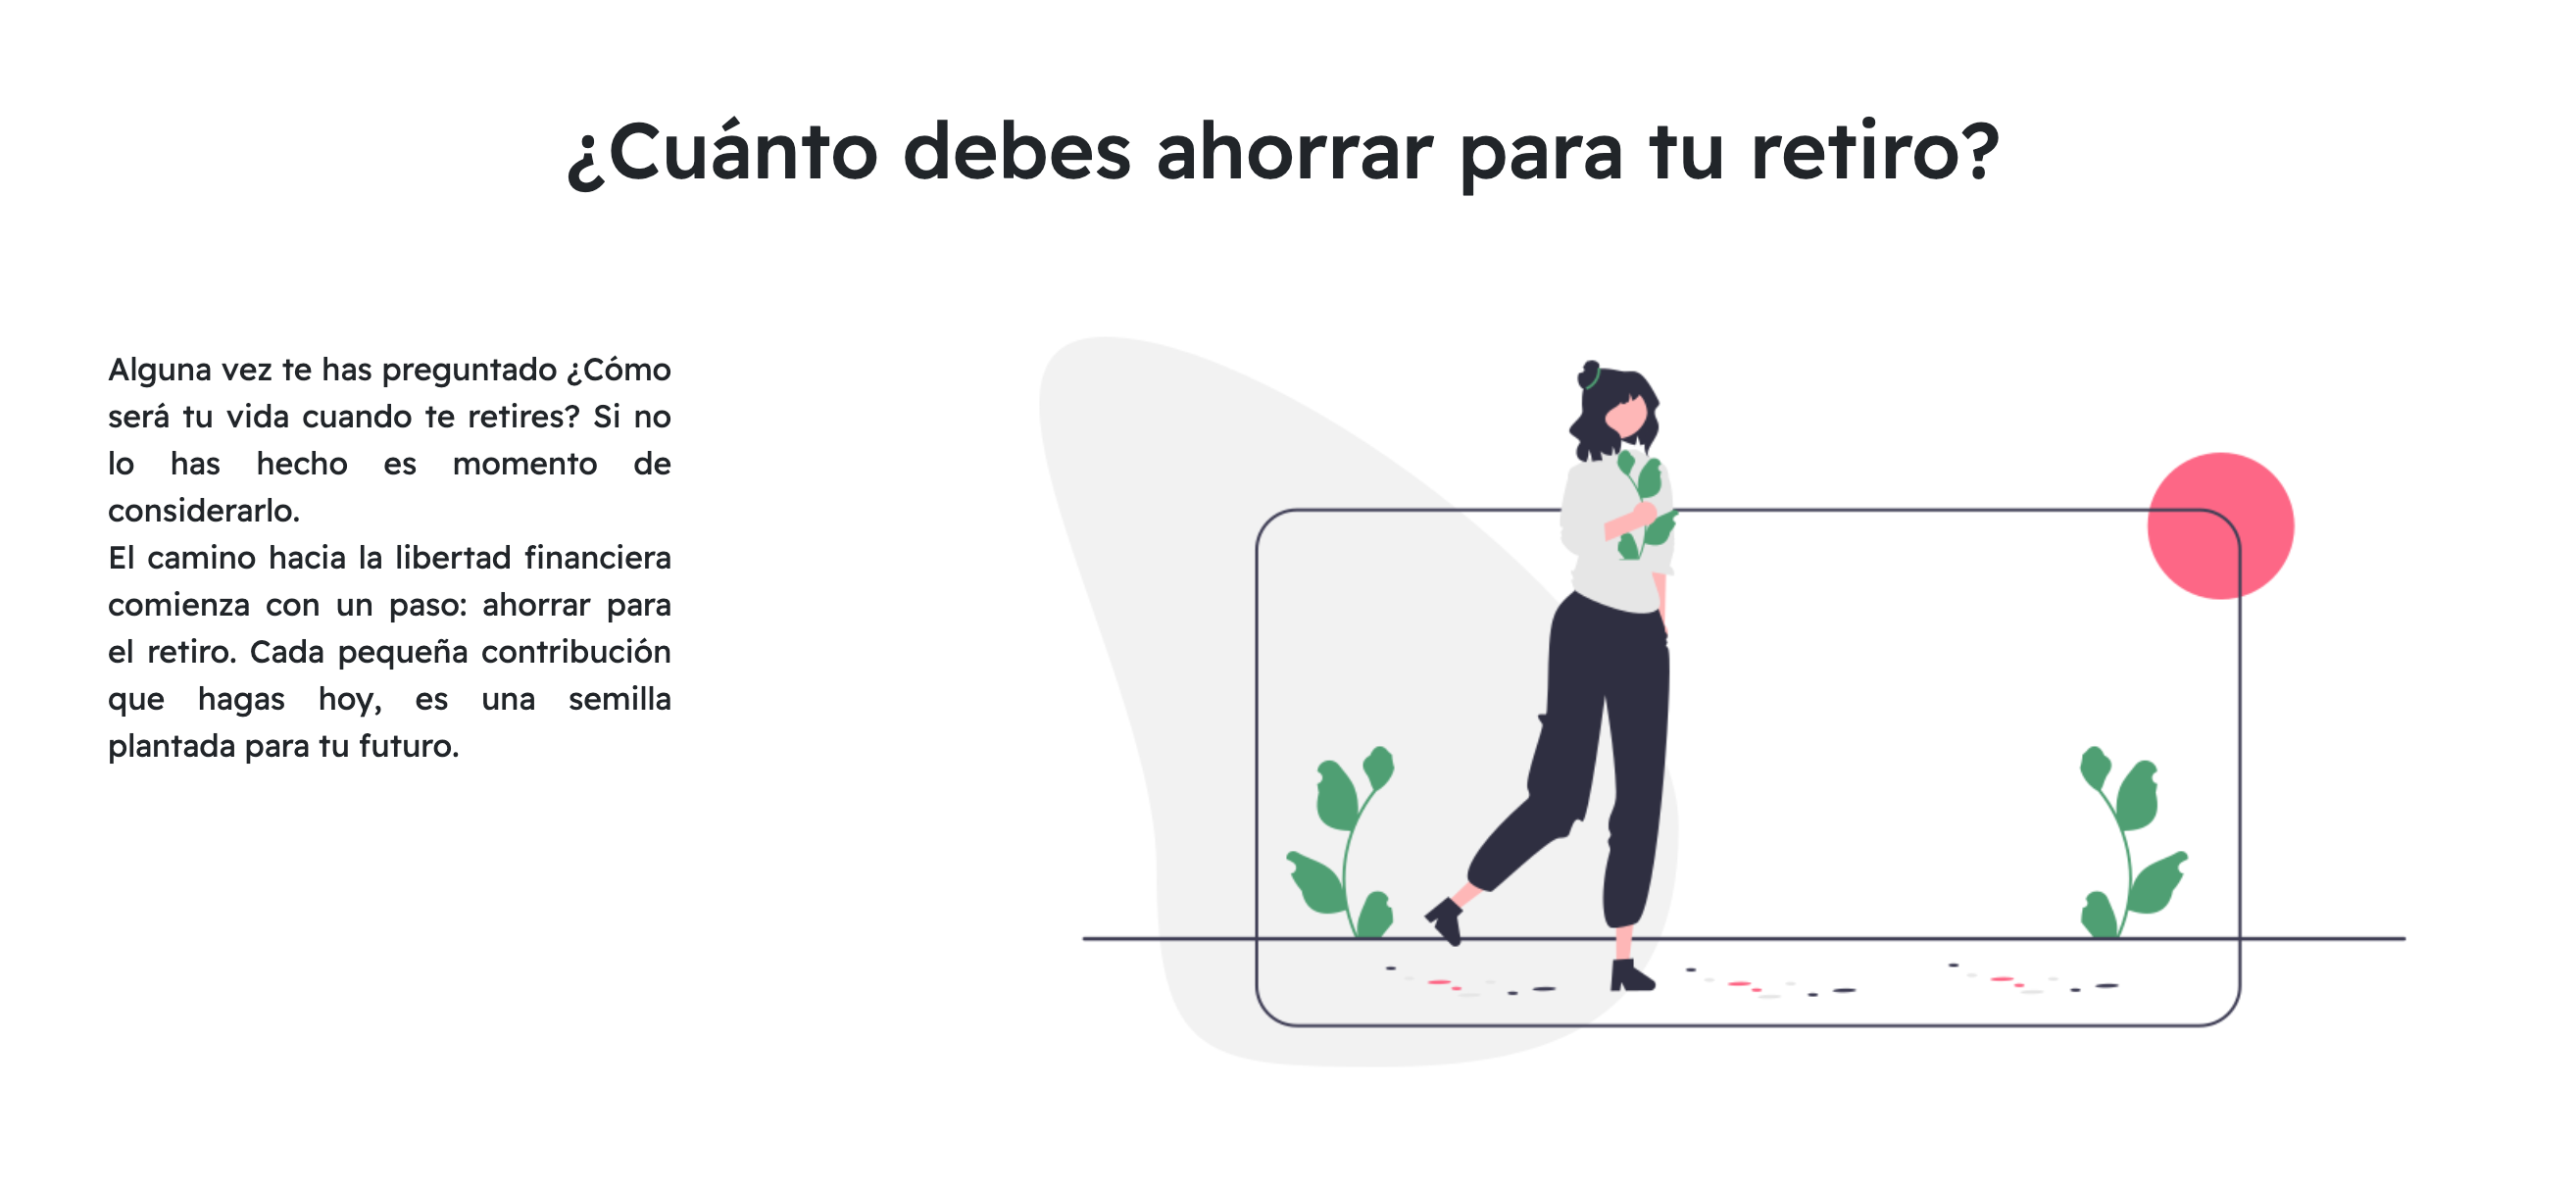 ¿Cuánto debes ahorrar para tu retiro?
Alguna vez te has preguntado ¿Cómo
será tu vida cuando te retires? Si no
lo has hecho es momento de
considerarlo.
El camino hacia la libertad financiera
comienza con un paso: ahorrar para
el retiro. Cada pequeña contribución
que hagas hoy, es una semilla
plantada para tu futuro.